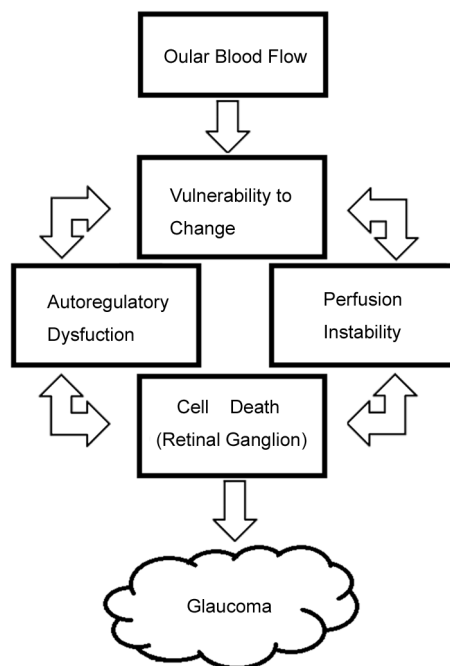 Oular Blood Flow
Vulnerability to
Change
Autoregulatory
Dysfuction
Perfusion
Instability
Cell Death
(Retinal Ganglion)
Glaucoma